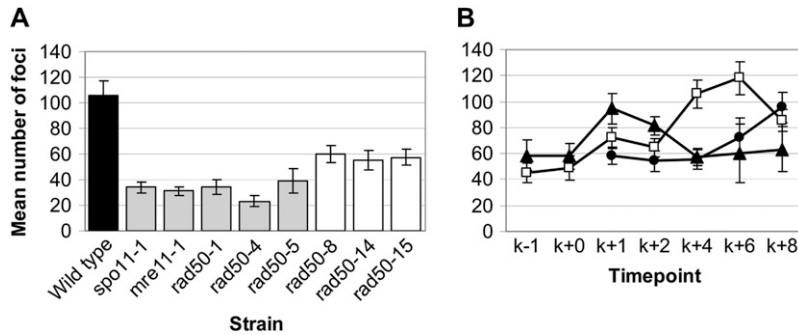 A
Mean number of foci
140
120
100
80
60
40
20
0
Wild type
spo11-1
mre11-1
rad50-1
rad50-4
rad50-5
rad50-8
rad50-14
rad50-15
Strain
B
140
120
100
80
60
40
20
0
k-1 k+0 k+1 k+2 k+4 k+6 k+8
Timepoint